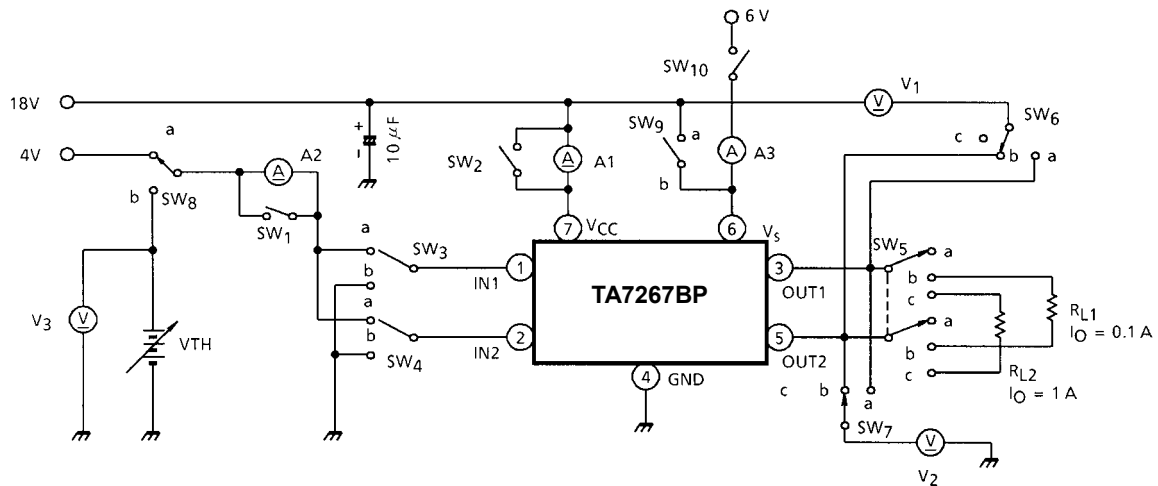 6 V
SW10
18V
V1
SW6
a
+
-
10 μF
SW2
A
A1
SW9
a
b
A
A3
V
c
b
a
4V
A2
A
b
SW8
SW1
7
VCC
6
Vs
a
SW3
b
1
IN1
TA7267BP
3
OUT1
SW5
a
b
c
RL1
IO = 0.1 A
V3
V
VTH
a
b
SW4
2
IN2
5
OUT2
a
b
c
RL2
IO = 1 A
4
GND
c
b
a
SW7
V
V2